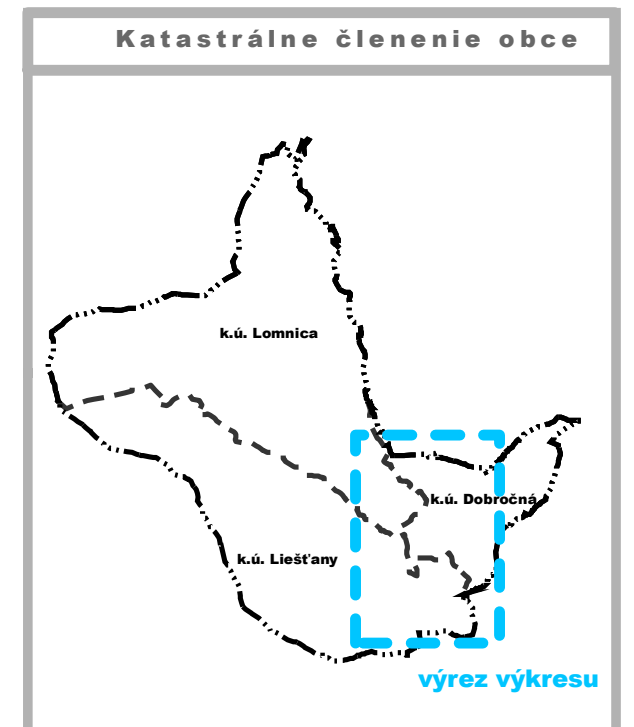 Katastrálne členenie obce
k.ú. Lomnica
k.ú. Dobročná
k.ú. Liešťany
výrez výkresu